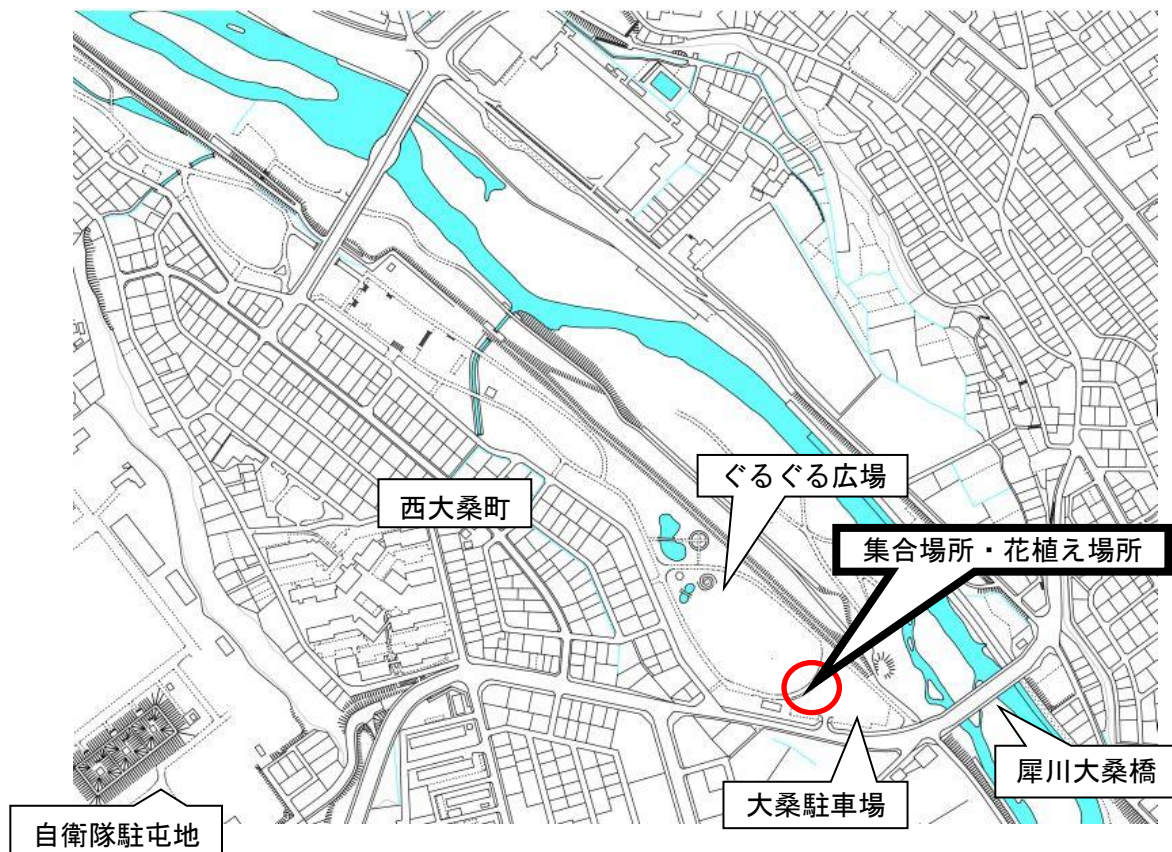 ぐるぐる広場
西大桑町
集合場所・花植え場所
犀川大桑橋
大桑駐車場
自衛隊駐屯地